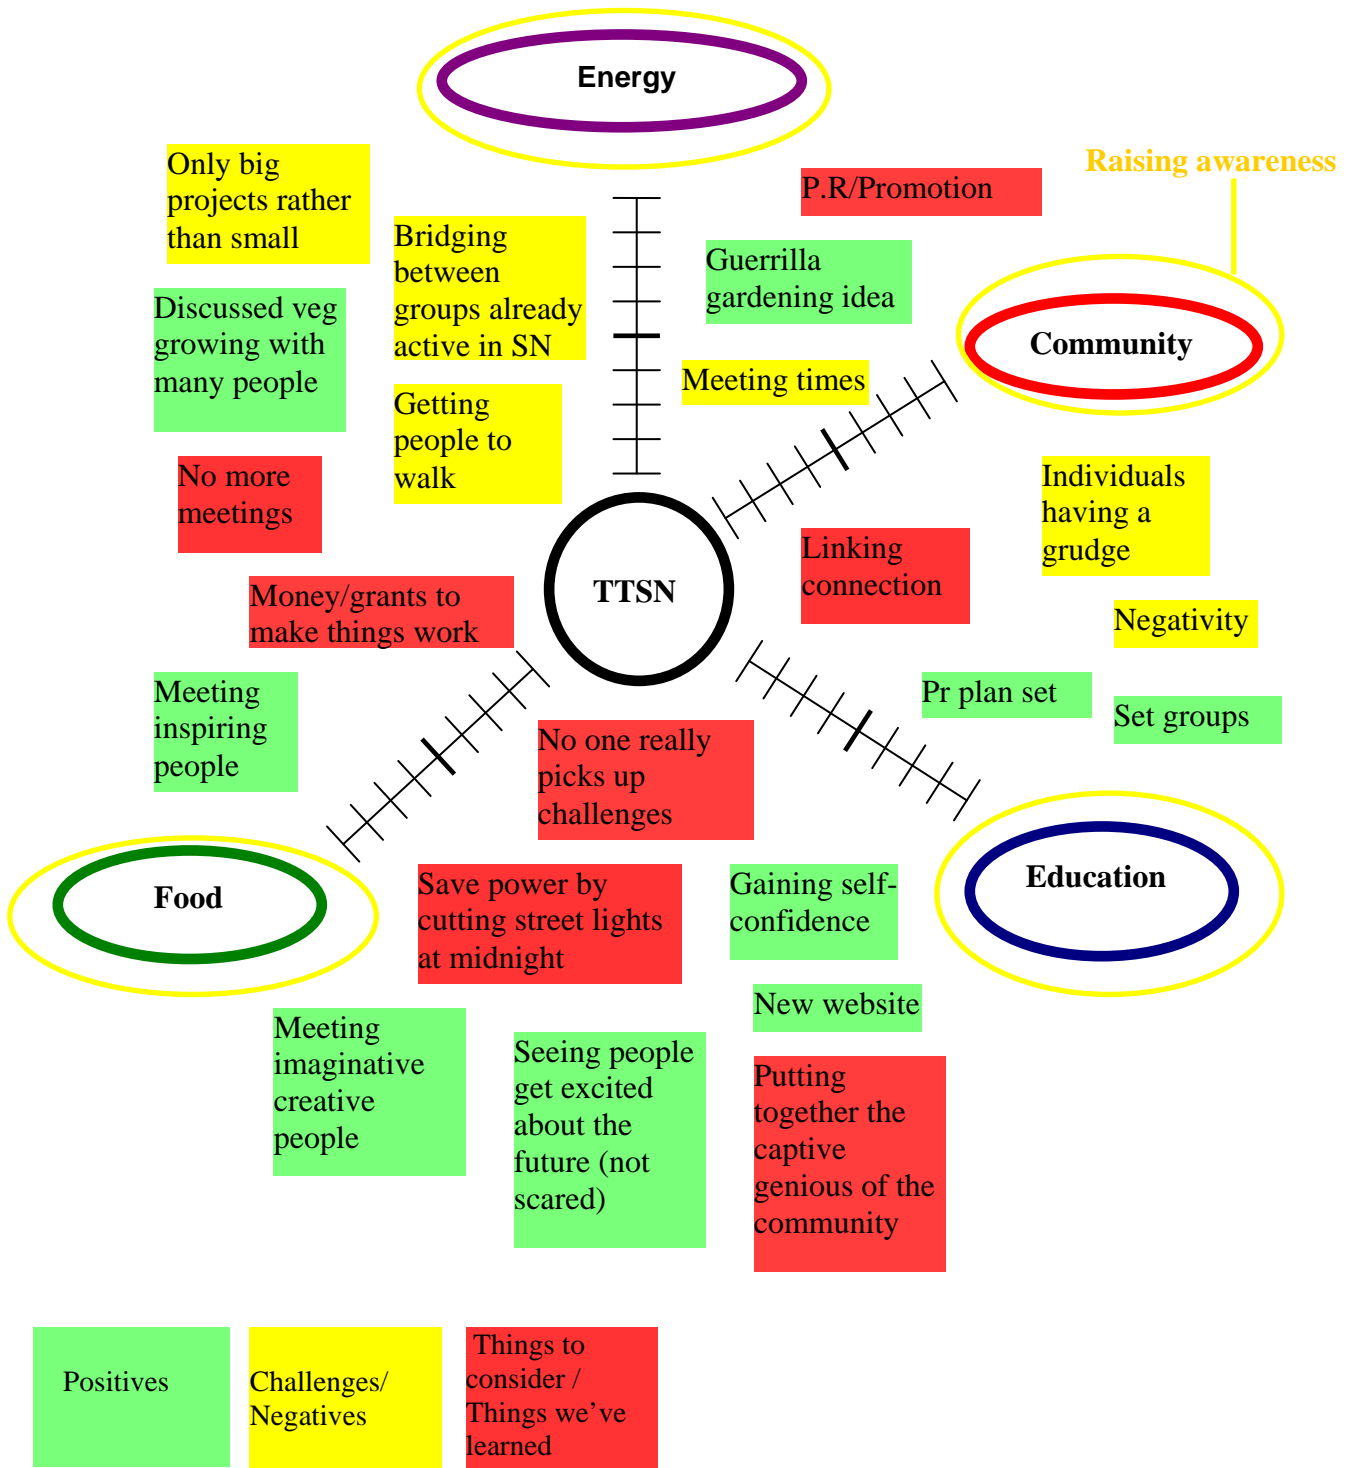 Energy
Raising awareness
Only big
projects rather
than small
P.R/Promotion
Bridging
between
groups already
active in SN
Guerrilla
gardening idea
Discussed veg
growing with
many people
Community
Meeting times
Getting
people to
walk
No more
meetings
Individuals
having a
grudge
Linking
connection
Money/grants to
make things work
TTSN
Negativity
Meeting
inspiring
people
Pr plan set
Set groups
No one really
picks up
challenges
Food
Education
Save power by
cutting street lights
at midnight
Gaining self-
confidence
New website
Meeting
imaginative
creative
people
Seeing people
get excited
about the
future (not
scared)
Putting
together the
captive
genious of the
community
Positives
Challenges/
Negatives
Things to
consider /
Things we’ve
learned